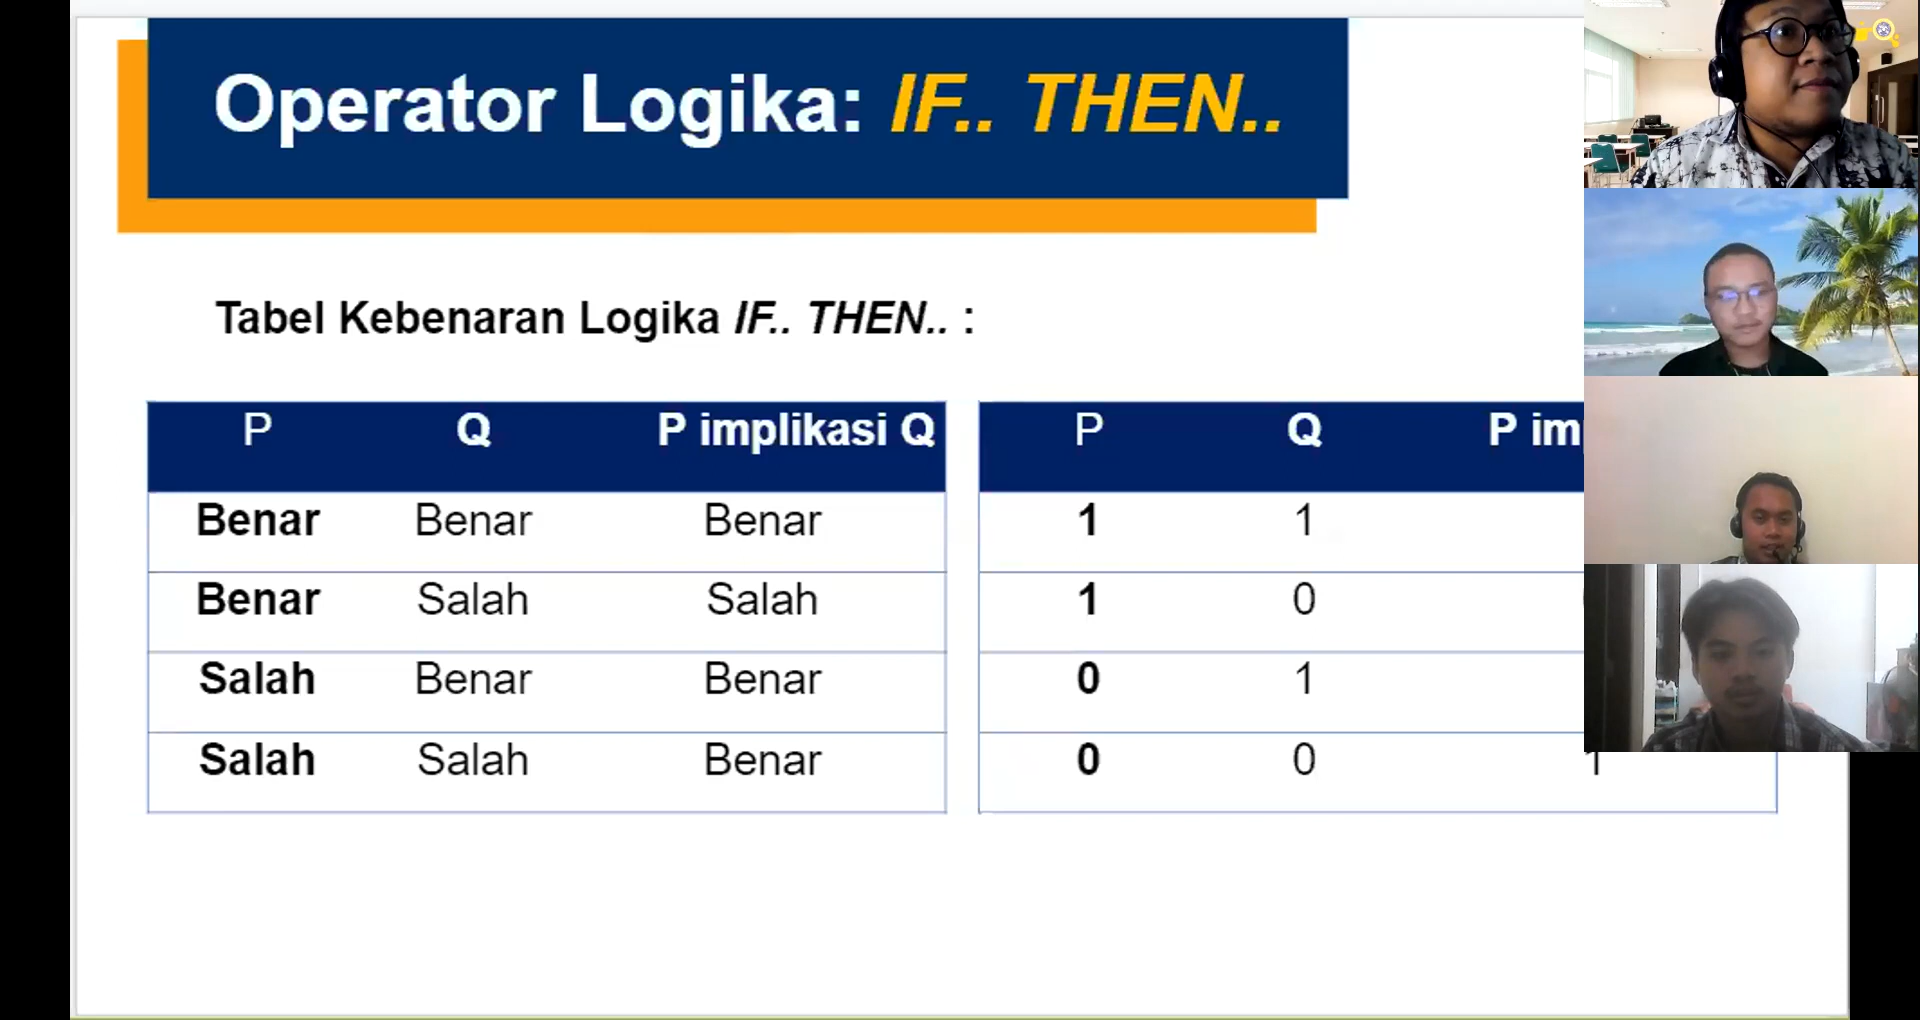 Operator Logika: IF.. THEN..
Tabel Kebenaran Logika IF.. THEN.. :
P Q P implikasi Q
Benar Benar Benar
Benar Salah Salah
Salah Benar Benar
Salah Salah Benar
P Q P im
1 1
1 0
0 1
0 0 1